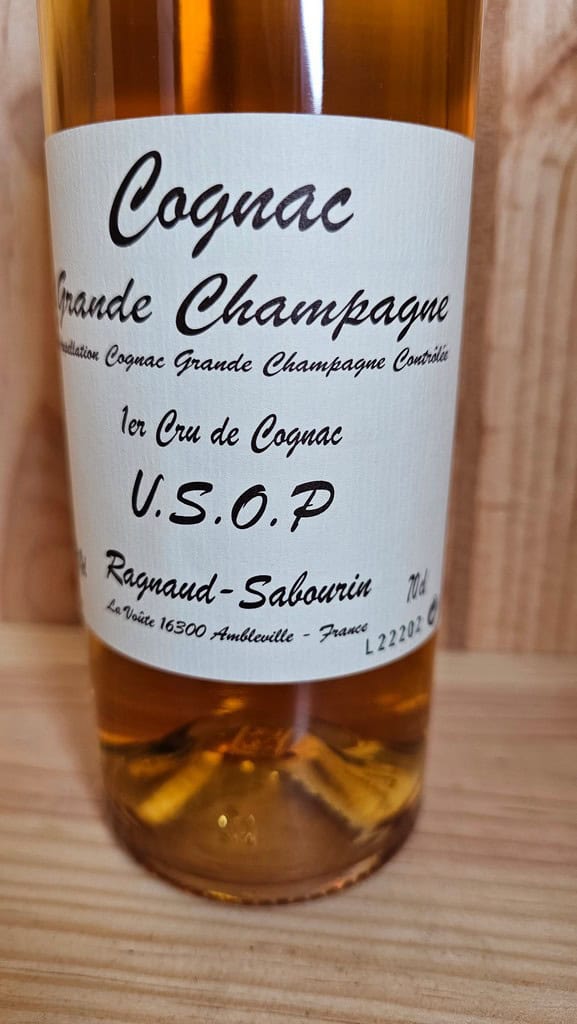 Cognac
Grande Champagne
Cognac Grande Champagne Contrôlée
1er Cru de Cognac
V.S.O.P
Ragnaud-Sabourin
70cl
La Voûte 16300 Ambleville - France
L22202